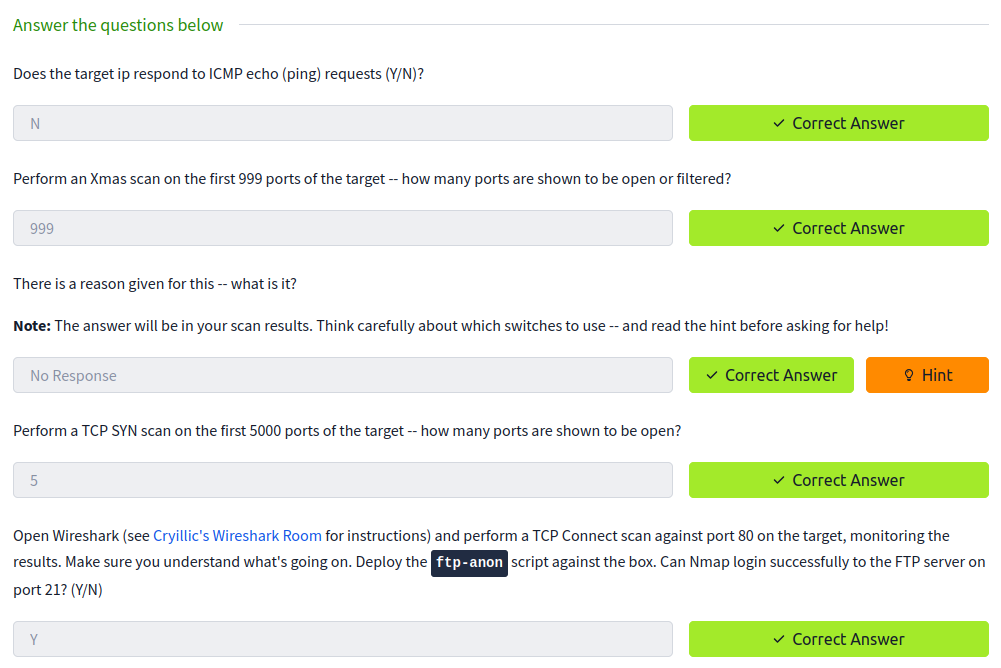 Answer the questions below
Does the target ip respond to ICMP echo (ping) requests (Y/N)?
N
✓ Correct Answer
Perform an Xmas scan on the first 999 ports of the target -- how many ports are shown to be open or filtered?
999
✓ Correct Answer
There is a reason given for this -- what is it?
Note: The answer will be in your scan results. Think carefully about which switches to use -- and read the hint before asking for help!
No Response
✓ Correct Answer
Hint
Perform a TCP SYN scan on the first 5000 ports of the target -- how many ports are shown to be open?
5
✓ Correct Answer
Open Wireshark (see Cryillic's Wireshark Room for instructions) and perform a TCP Connect scan against port 80 on the target, monitoring the
results. Make sure you understand what's going on. Deploy the ftp-anon script against the box. Can Nmap login successfully to the FTP server on
port 21? (Y/N)
Y
✓ Correct Answer